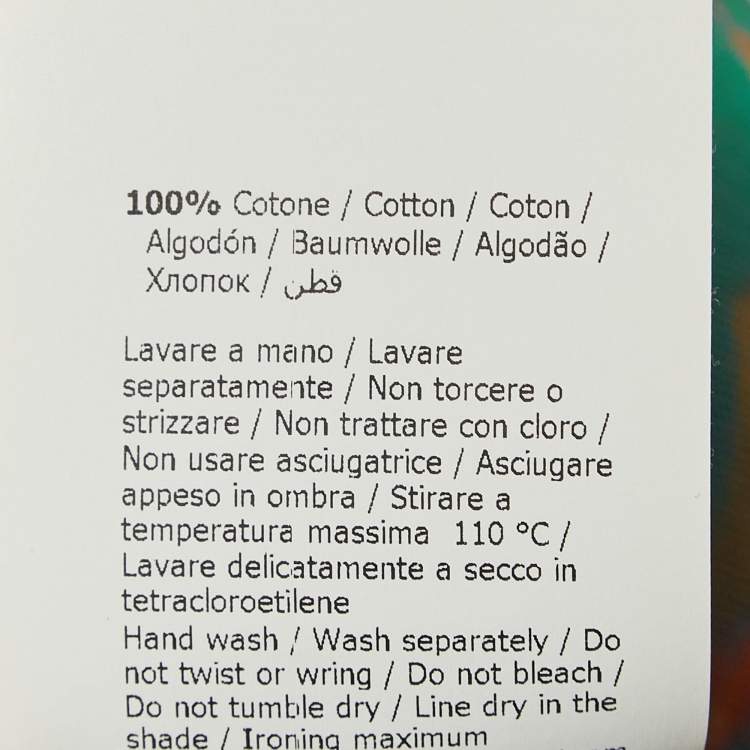 100% Cotone / Cotton / Coton /
Algodón / Baumwolle / Algodão /
Хлопок / قطن
Lavare a mano / Lavare
separatamente / Non torcere o
strizzare / Non trattare con cloro /
Non usare asciugatrice / Asciugare
appeso in ombra / Stirare a
temperatura massima 110 °C /
Lavare delicatamente a secco in
tetracloroetilene
Hand wash / Wash separately / Do
not twist or wring / Do not bleach /
Do not tumble dry / Line dry in the
shade / Ironing maximum